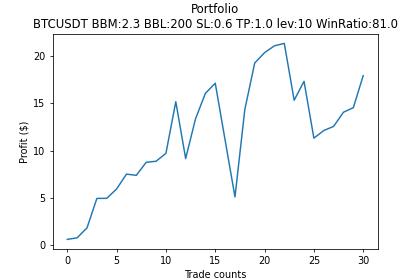 Portfolio
BTCUSDT BBM:2.3 BBL:200 SL:0.6 TP:1.0 lev:10 WinRatio:81.0
20
15
10
5
0
Profit ($)
0 5 10 15 20 25 30
Trade counts